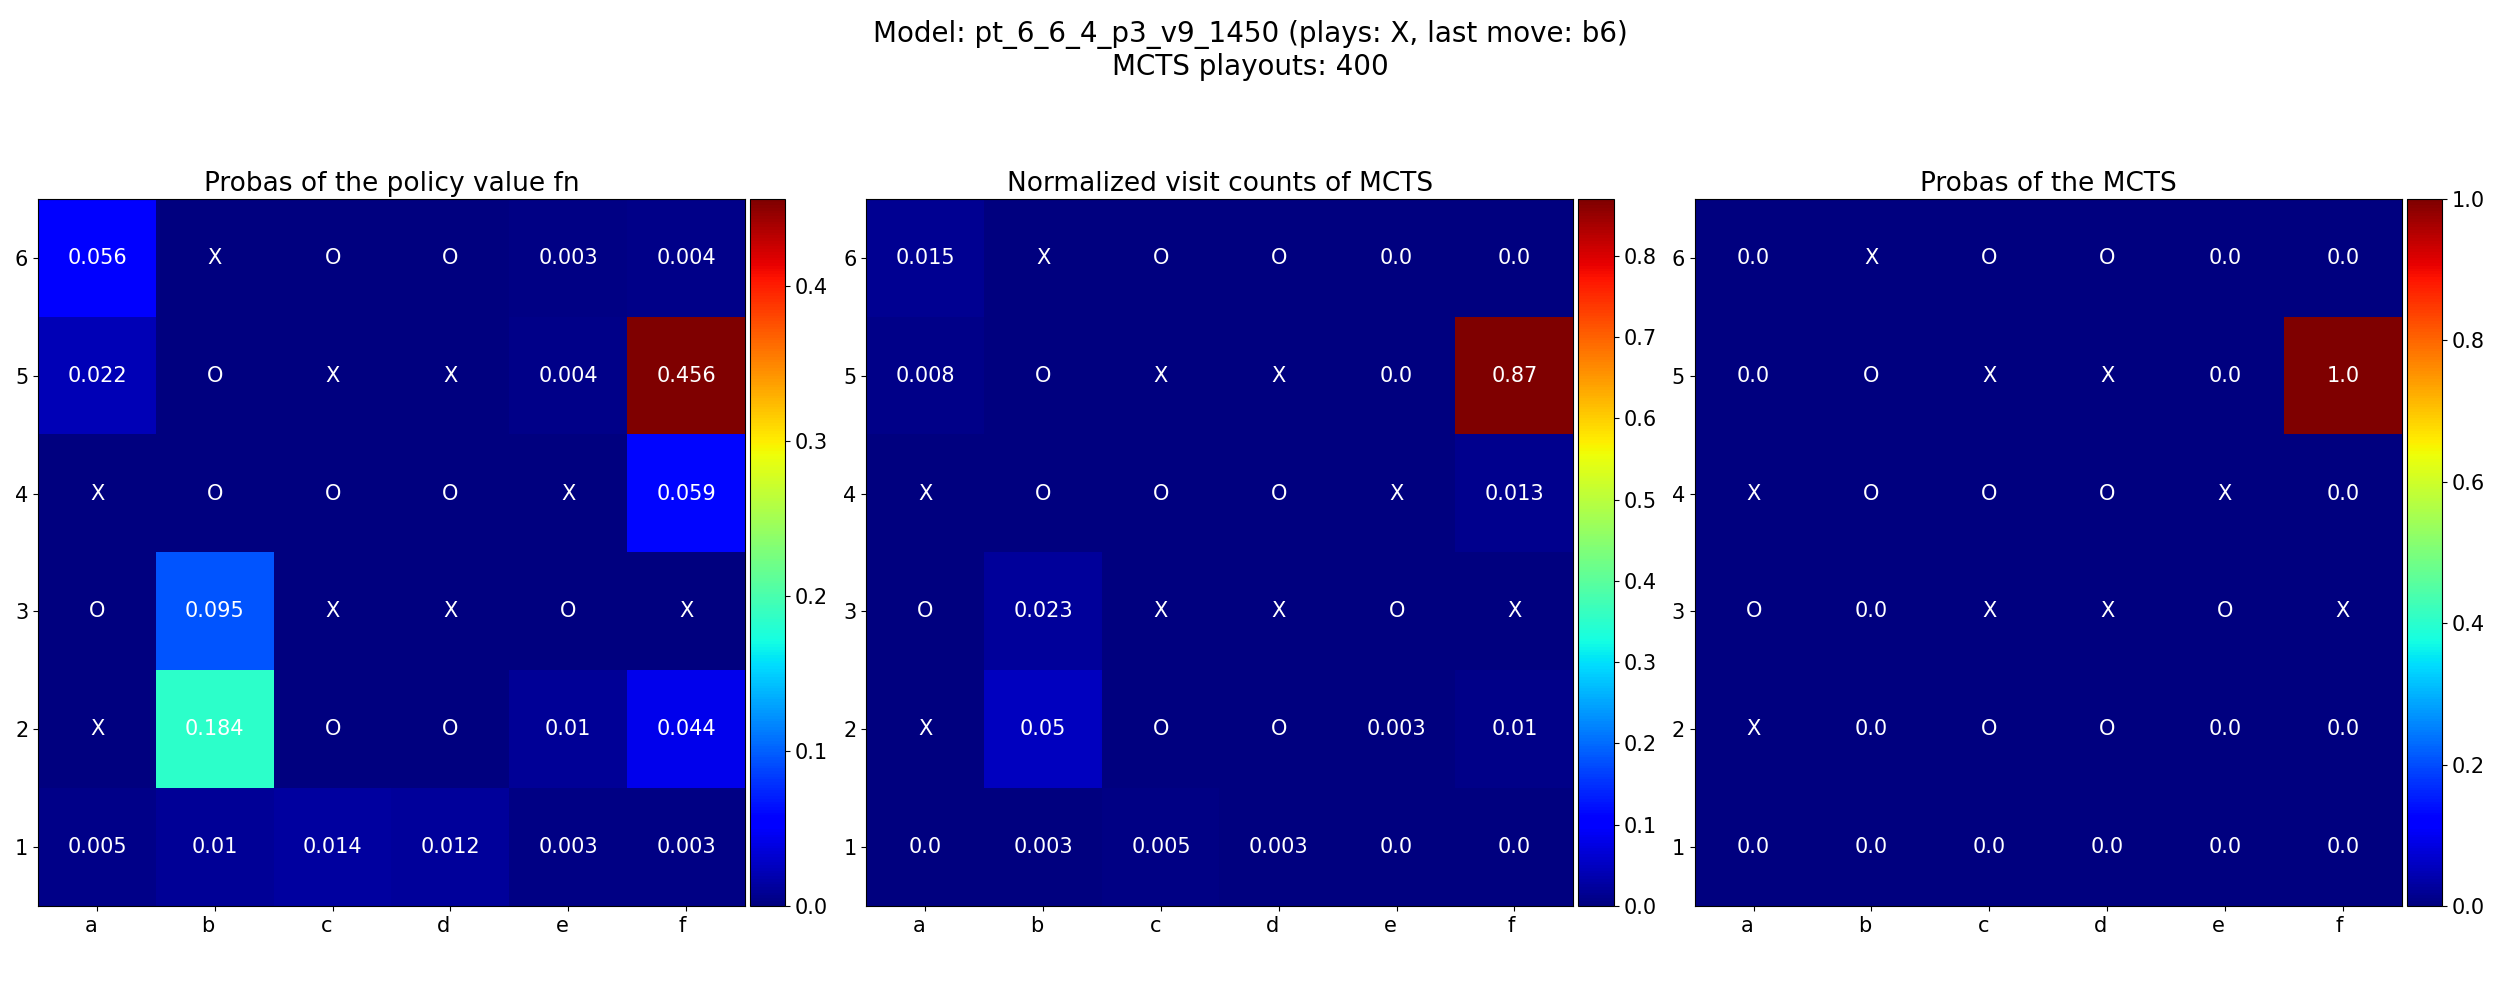 Model: pt_6_6_4_p3_v9_1450 (plays: X, last move: b6)
MCTS playouts: 400
Probas of the policy value fn
6 0.056 X O O 0.003 0.004
5 0.022 O X X 0.004 0.456
4 X O O O X 0.059
3 O 0.095 X X O X
2 X 0.184 O O 0.01 0.044
1 0.005 0.01 0.014 0.012 0.003 0.003
a b c d e f
0.4
0.3
0.2
0.1
0.0
Normalized visit counts of MCTS
6 0.015 X O O 0.0 0.0
5 0.008 O X X 0.0 0.87
4 X O O O X 0.013
3 O 0.023 X X O X
2 X 0.05 O O 0.003 0.01
1 0.0 0.003 0.005 0.003 0.0 0.0
a b c d e f
0.8
0.7
0.6
0.5
0.4
0.3
0.2
0.1
0.0
Probas of the MCTS
6 0.0 X O O 0.0 0.0
5 0.0 O X X 0.0 1.0
4 X O O O X 0.0
3 O 0.0 X X O X
2 X 0.0 O O 0.0 0.0
1 0.0 0.0 0.0 0.0 0.0 0.0
a b c d e f
1.0
0.8
0.6
0.4
0.2
0.0